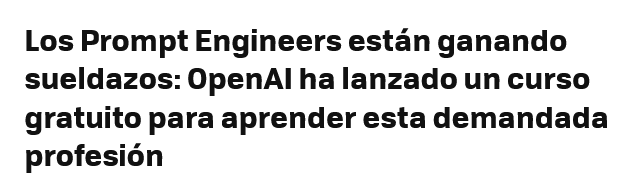 Los Prompt Engineers están ganando
sueldazos: OpenAI ha lanzado un curso
gratuito para aprender esta demandada
profesión